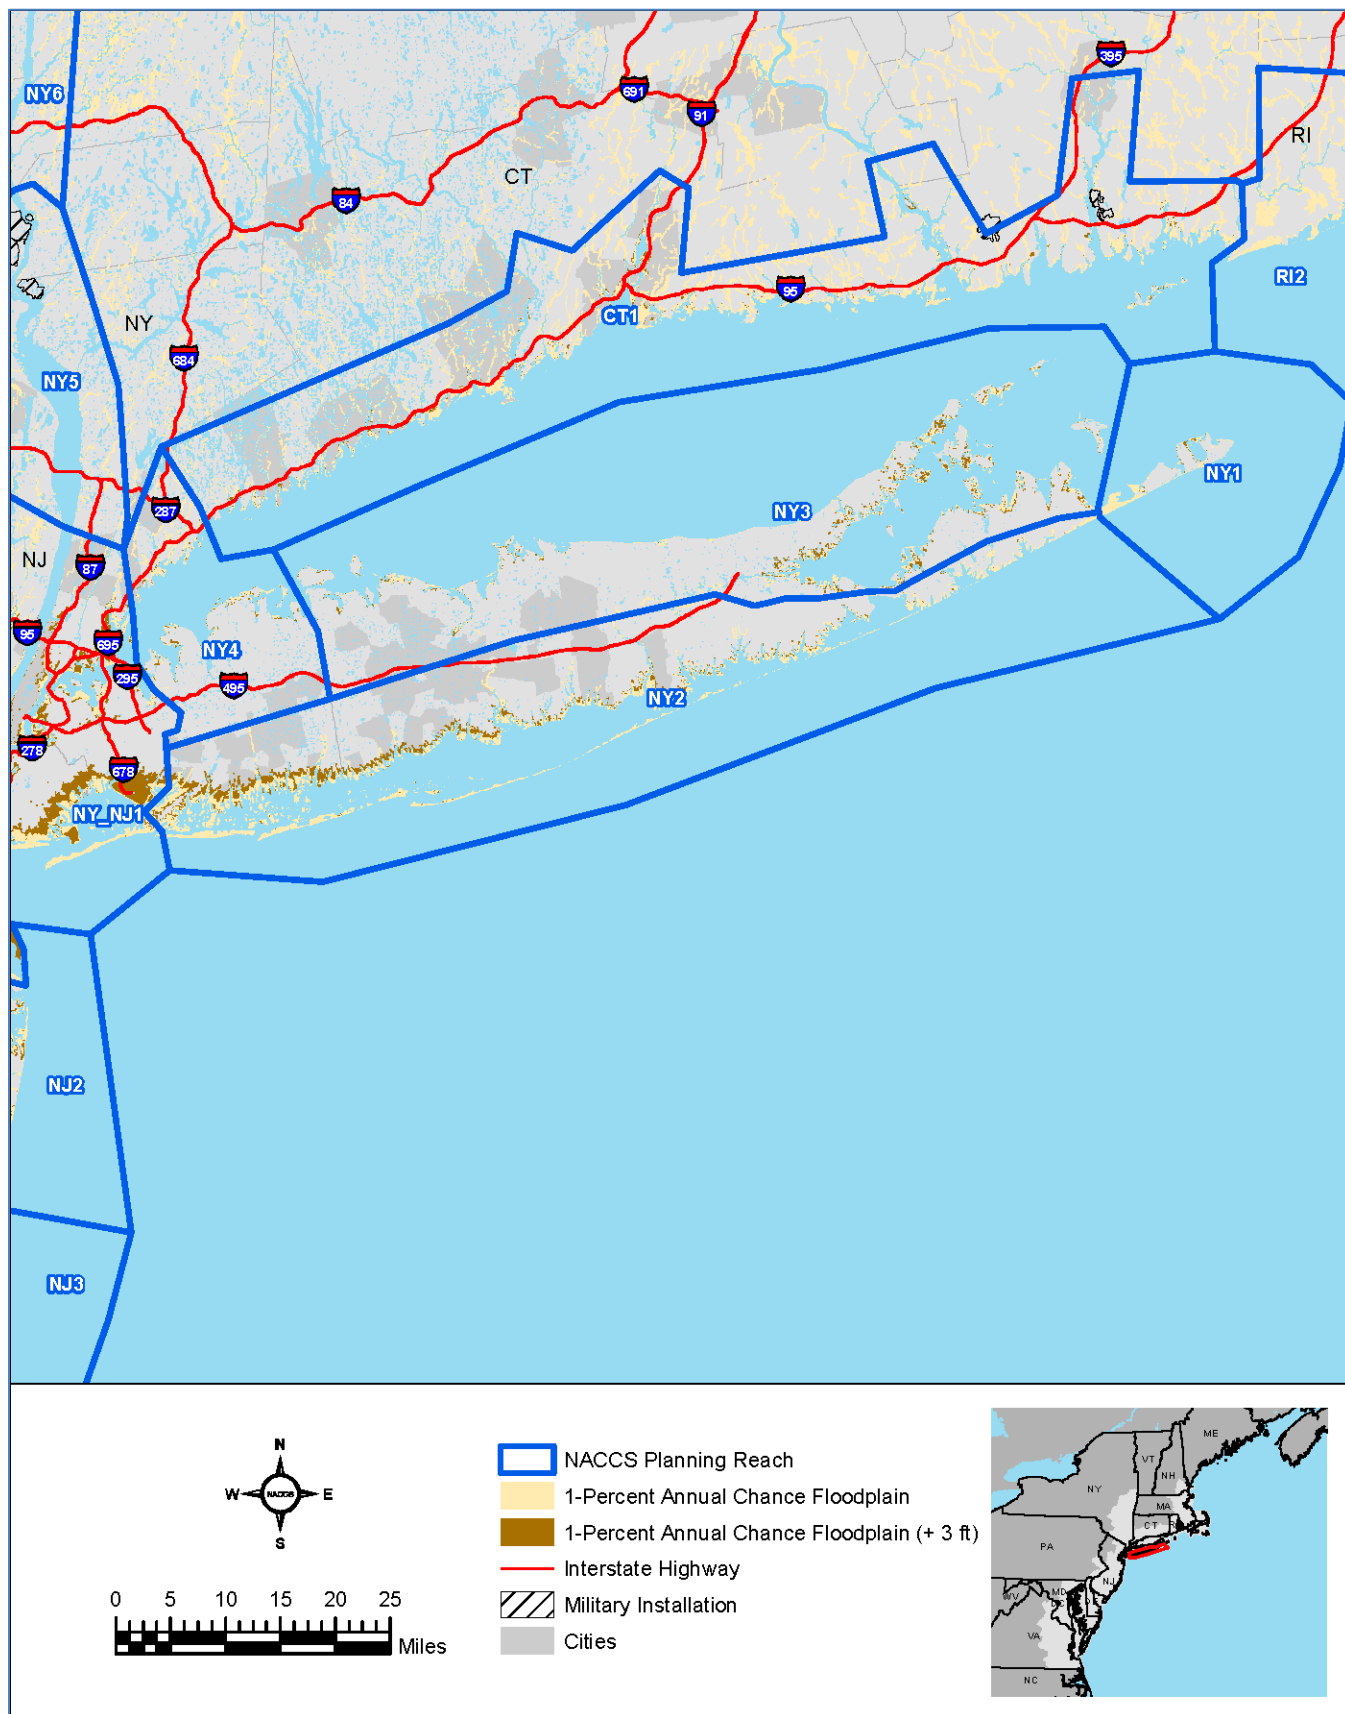 395
NY6
691
91
RI
CT
84
RI2
95
CT1
NY
684
NY5
NY1
287
NY3
NJ
87
95
695
NY4
295
495
NY2
278
678
NY_NJ1
NJ2
NJ3
N
W NACCS E
S
0 5 10 15 20 25
Miles
NACCS Planning Reach
1-Percent Annual Chance Floodplain
1-Percent Annual Chance Floodplain (+ 3 ft)
Interstate Highway
Military Installation
Cities
ME
VT
NH
NY
MA
CT
PA
NJ
MD
WV
VA
NC